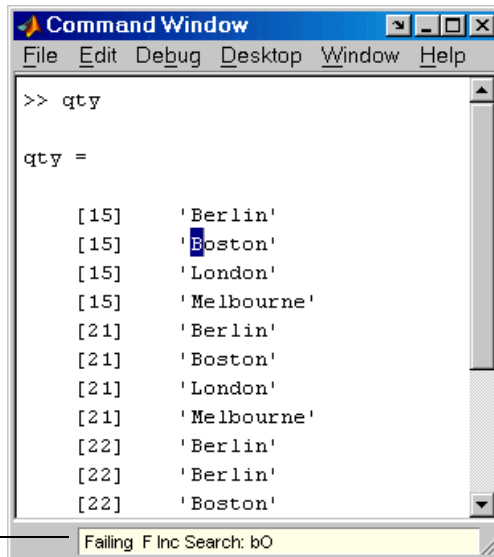 Command Window
File Edit Debug Desktop Window Help
>> qty
qty =
[15] 'Berlin'
[15] 'Boston'
[15] 'London'
[15] 'Melbourne'
[21] 'Berlin'
[21] 'Boston'
[21] 'London'
[21] 'Melbourne'
[22] 'Berlin'
[22] 'Berlin'
[22] 'Boston'
Failing F Inc Search: bO